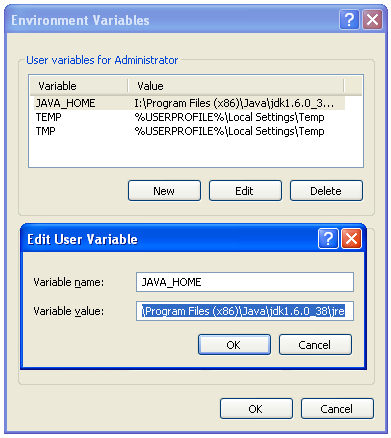 Environment Variables
User variables for Administrator
Variable Value
JAVA_HOME I:\Program Files (x86)\Java\jdk1.6.0_3...
TEMP %USERPROFILE%\Local Settings\Temp
TMP %USERPROFILE%\Local Settings\Temp
New Edit Delete
Edit User Variable
Variable name: JAVA_HOME
Variable value: \Program Files (x86)\Java\jdk1.6.0_38\jre
OK Cancel
OK Cancel